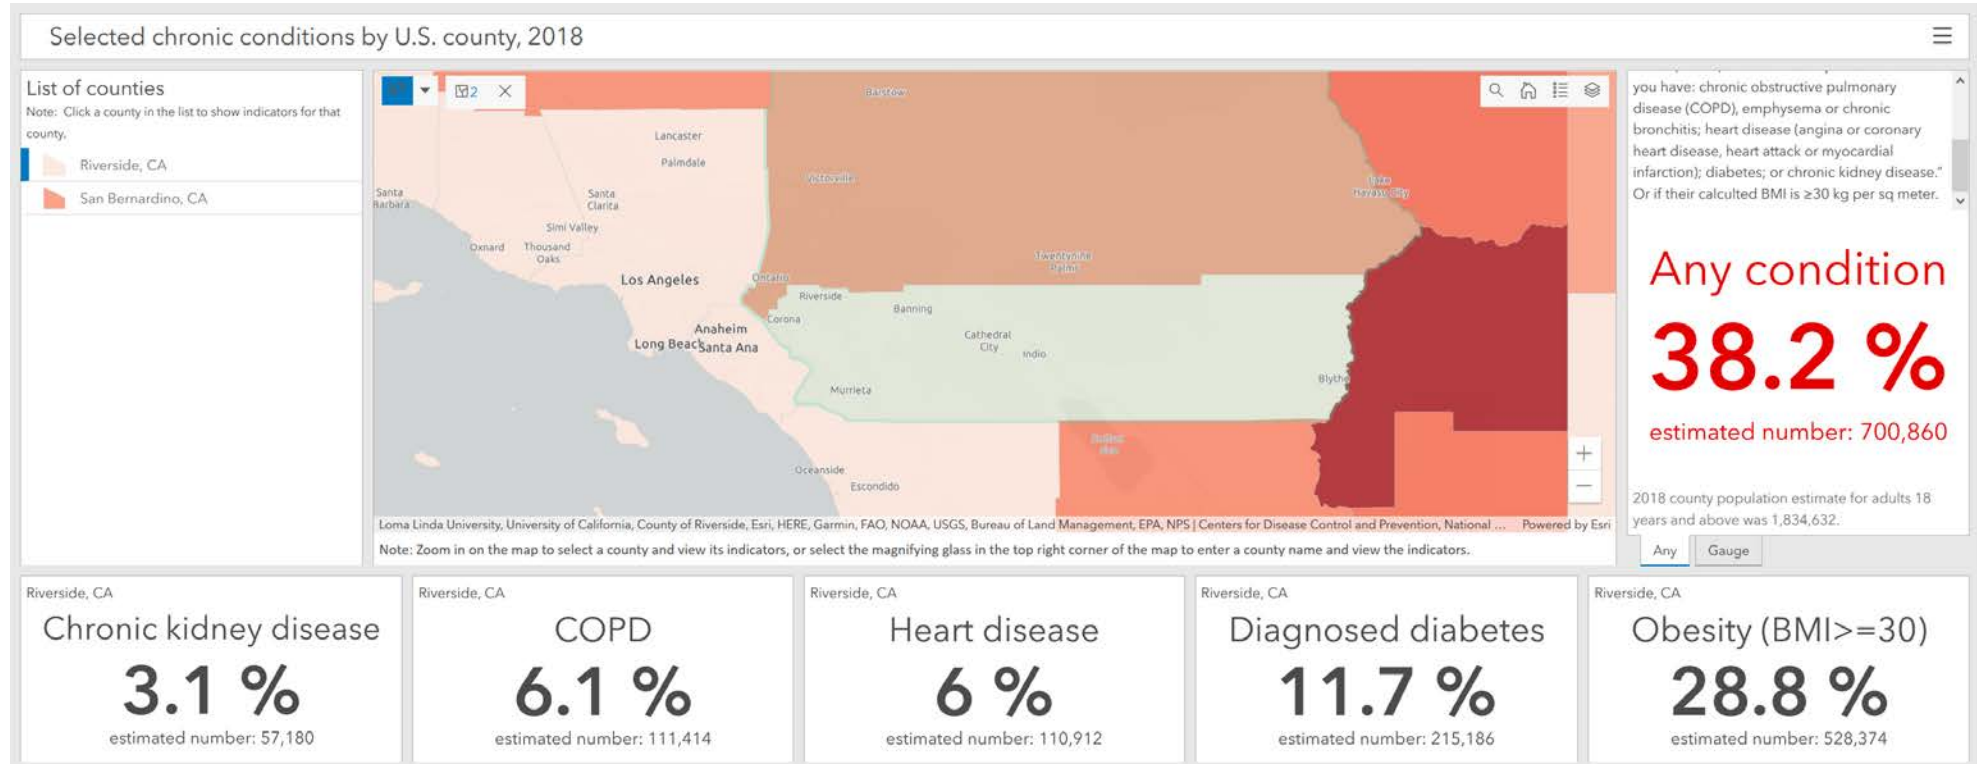 Selected chronic conditions by U.S. county, 2018
List of counties
Note: Click a county in the list to show indicators for that
county.
Riverside, CA
San Bernardino, CA
2
Barstow
Lancaster
Palmdale
Victorville
Santa
Barbara
Santa
Clarita
Lake
Havasu City
Simi Valley
Oxnard
Thousand
Oaks
Twentynine
Palms
Los Angeles
Ontario
Riverside
Banning
Corona
Anaheim
Long Beach
Santa Ana
Cathedral
City
Indio
Murrieta
Blythe
Salton
Sea
Oceanside
Escondido
Loma Linda University, University of California, County of Riverside, Esri, HERE, Garmin, FAO, NOAA, USGS, Bureau of Land Management, EPA, NPS | Centers for Disease Control and Prevention, National ... Powered by Esri
Note: Zoom in on the map to select a county and view its indicators, or select the magnifying glass in the top right corner of the map to enter a county name and view the indicators.
you have: chronic obstructive pulmonary
disease (COPD), emphysema or chronic
bronchitis; heart disease (angina or coronary
heart disease, heart attack or myocardial
infarction); diabetes; or chronic kidney disease."
Or if their calculted BMI is ≥30 kg per sq meter.
Any condition
38.2 %
estimated number: 700,860
2018 county population estimate for adults 18
years and above was 1,834,632.
Any Gauge
Riverside, CA
Chronic kidney disease
3.1 %
estimated number: 57,180
Riverside, CA
COPD
6.1 %
estimated number: 111,414
Riverside, CA
Heart disease
6 %
estimated number: 110,912
Riverside, CA
Diagnosed diabetes
11.7 %
estimated number: 215,186
Riverside, CA
Obesity (BMI>=30)
28.8 %
estimated number: 528,374